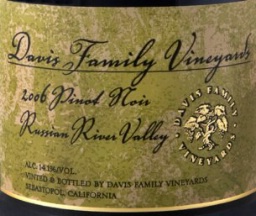 Davis Family Vineyards
2006 Pinot Noir
Russian River Valley
DAVIS FAMILY
VINEYARDS
ALC. 14.1% VOL.
VINTED & BOTTLED BY DAVIS FAMILY VINEYARDS
SEBASTOPOL, CALIFORNIA